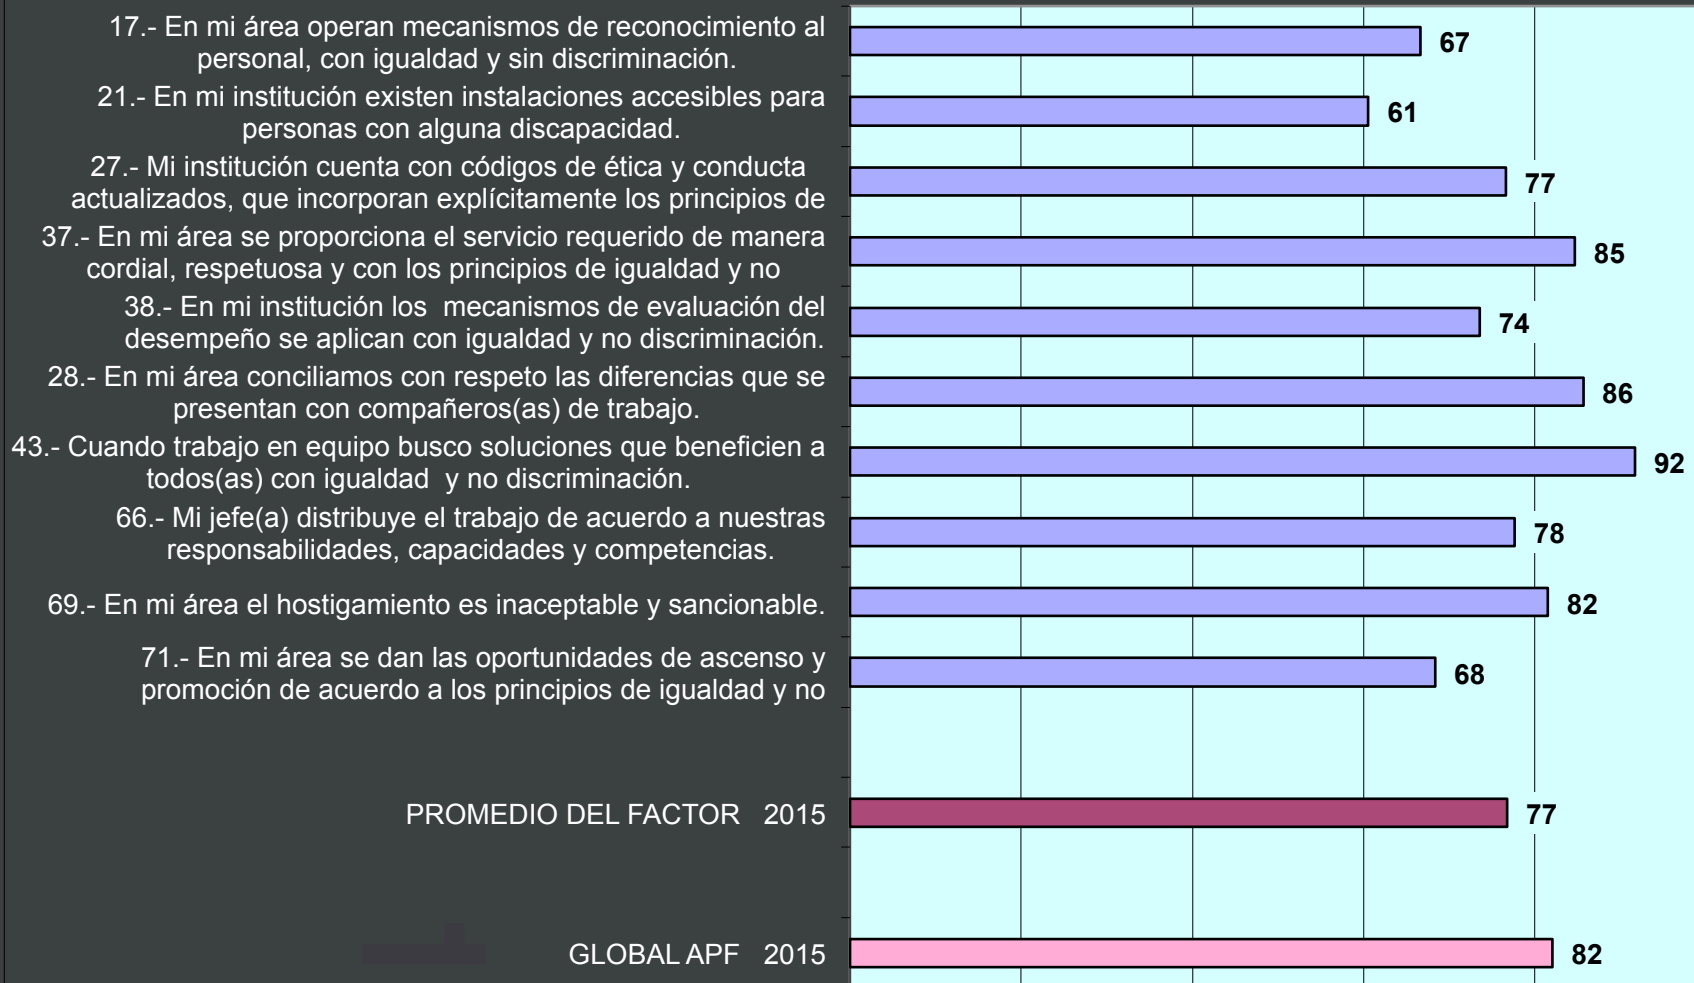 17.- En mi área operan mecanismos de reconocimiento al
personal, con igualdad y sin discriminación.
67
21.- En mi institución existen instalaciones accesibles para
personas con alguna discapacidad.
61
27.- Mi institución cuenta con códigos de ética y conducta
actualizados, que incorporan explícitamente los principios de
77
37.- En mi área se proporciona el servicio requerido de manera
cordial, respetuosa y con los principios de igualdad y no
85
38.- En mi institución los  mecanismos de evaluación del
desempeño se aplican con igualdad y no discriminación.
74
28.- En mi área conciliamos con respeto las diferencias que se
presentan con compañeros(as) de trabajo.
86
43.- Cuando trabajo en equipo busco soluciones que beneficien a
todos(as) con igualdad  y no discriminación.
92
66.- Mi jefe(a) distribuye el trabajo de acuerdo a nuestras
responsabilidades, capacidades y competencias.
78
69.- En mi área el hostigamiento es inaceptable y sancionable.
82
71.- En mi área se dan las oportunidades de ascenso y
promoción de acuerdo a los principios de igualdad y no
68
PROMEDIO DEL FACTOR   2015
77
GLOBAL APF   2015
82